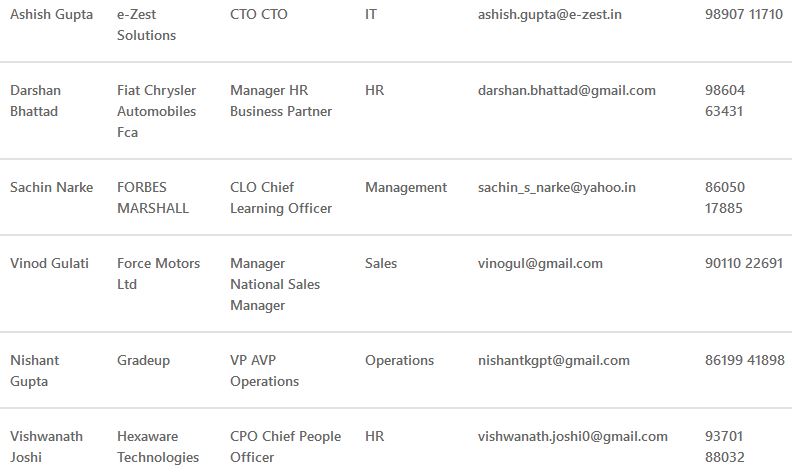 Ashish Gupta e-Zest Solutions CTO CTO IT ashish.gupta@e-zest.in 98907 11710
Darshan Bhattad Fiat Chrysler Automobiles Fca Manager HR Business Partner HR darshan.bhattad@gmail.com 98604 63431
Sachin Narke FORBES MARSHALL CLO Chief Learning Officer Management sachin_s_narke@yahoo.in 86050 17885
Vinod Gulati Force Motors Ltd Manager National Sales Manager Sales vinogul@gmail.com 90110 22691
Nishant Gupta Gradeup VP AVP Operations Operations nishantkgpt@gmail.com 86199 41898
Vishwanath Joshi Hexaware Technologies CPO Chief People Officer HR vishwanath.joshi0@gmail.com 93701 88032